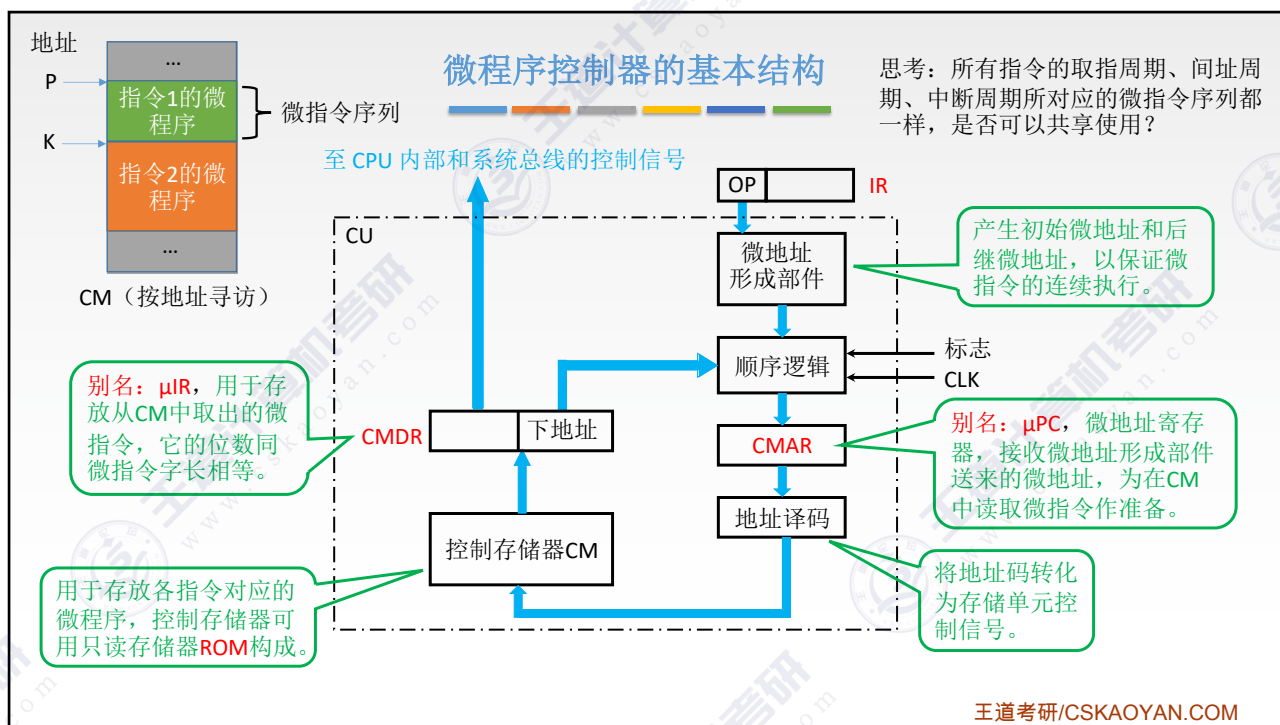 微程序控制器的基本结构
思考：所有指令的取指周期、间址周
期、中断周期所对应的微指令序列都
一样，是否可以共享使用？
地址
P
K
...
指令1的微
程序
指令2的微
程序
...
微指令序列
CM（按地址寻访）
至 CPU 内部和系统总线的控制信号
OP
IR
CU
微地址
形成部件
产生初始微地址和后
继微地址，以保证微
指令的连续执行。
顺序逻辑
标志
CLK
别名：μIR，用于存
放从CM中取出的微
指令，它的位数同
微指令字长相等。
CMDR
下地址
CMAR
别名：μPC，微地址寄存
器，接收微地址形成部件
送来的微地址，为在CM
中读取微指令作准备。
地址译码
控制存储器CM
用于存放各指令对应的
微程序，控制存储器可
用只读存储器ROM构成。
将地址码转化
为存储单元控
制信号。
王道考研/CSKAOYAN.COM
王道计算机考研
www.cskaoyan.com